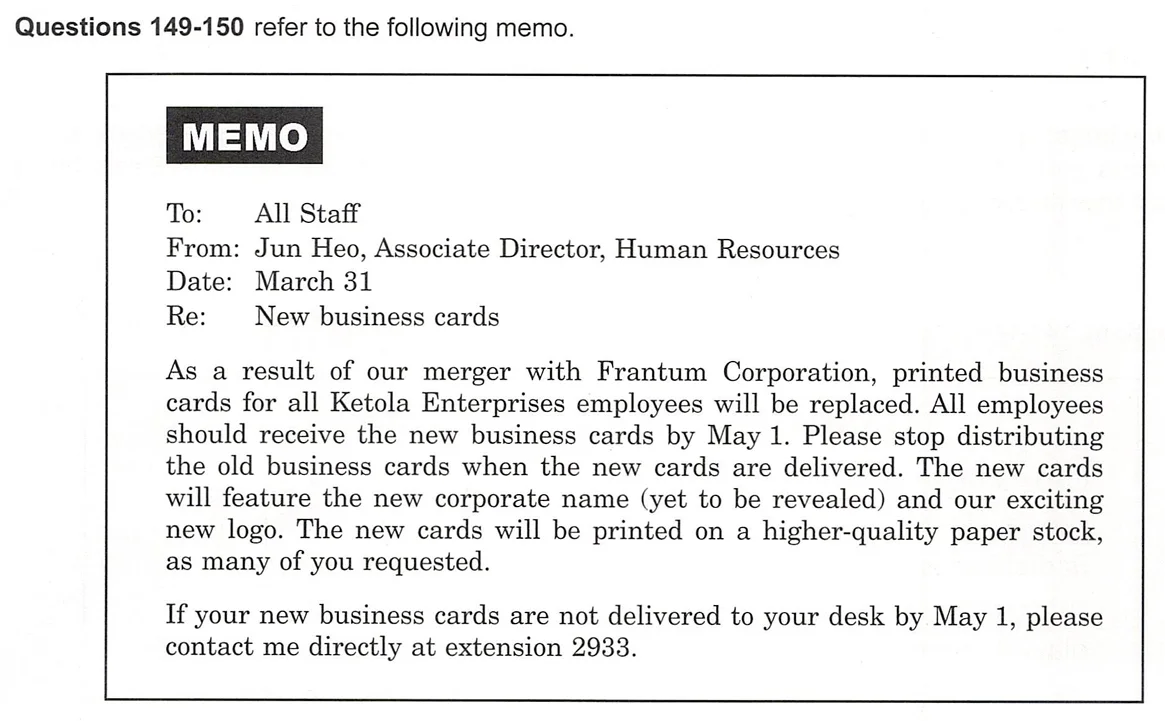 Questions 149-150 refer to the following memo.
MEMO
To: All Staff
From: Jun Heo, Associate Director, Human Resources
Date: March 31
Re: New business cards
As a result of our merger with Frantum Corporation, printed business
cards for all Ketola Enterprises employees will be replaced. All employees
should receive the new business cards by May 1. Please stop distributing
the old business cards when the new cards are delivered. The new cards
will feature the new corporate name (yet to be revealed) and our exciting
new logo. The new cards will be printed on a higher-quality paper stock,
as many of you requested.
If your new business cards are not delivered to your desk by May 1, please
contact me directly at extension 2933.